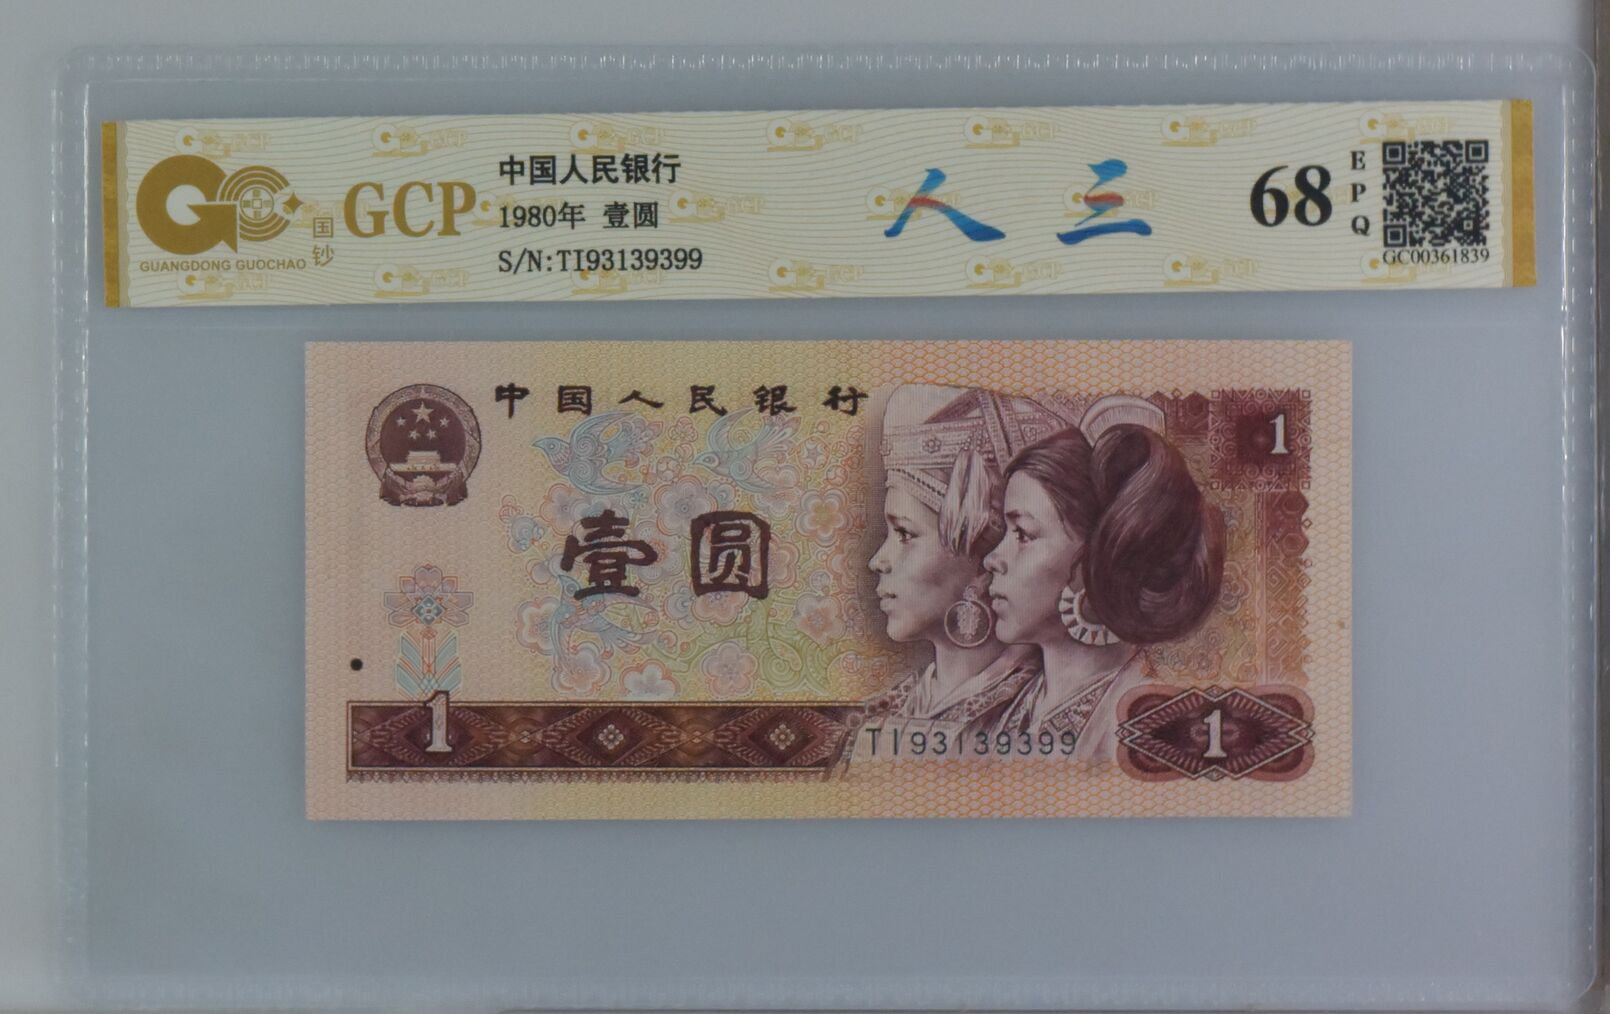 GCP
国钞
GUANGDONG GUOCHAO
中国人民银行
1980年 壹圆
S/N:TI93139399
人三
68
EPQ
GC00361839
中国人民银行
1
壹圆
1
TI93139399
1